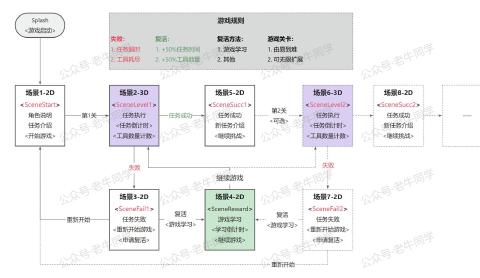 Splash
<游戏启动>
游戏规则
失败:
1. 任务超时
2. 工具耗尽
复活:
1. +50%任务时间
2. +50%工具数量
复活方法:
1. 游戏学习
2. 其他
游戏关卡:
1. 由易到难
2. 可无限扩展
场景1-2D
<SceneStart>
角色说明
任务介绍
<开始游戏>
第1关
场景2-3D
<SceneLevel1>
任务执行
<任务倒计时>
<工具数量计数>
任务成功
场景5-2D
<SceneSucc1>
任务成功
新任务介绍
<继续挑战>
第2关
<可选>
场景6-3D
<SceneLevel2>
任务执行
<任务倒计时>
<工具数量计数>
场景8-2D
<SceneSucc2>
任务成功
新任务介绍
<继续挑战>
......
失败
失败
继续游戏
场景3-2D
<SceneFail1>
任务失败
<重新开始游戏>
<申请复活>
重新开始
复活
<游戏学习>
场景4-2D
<SceneReward>
游戏学习
<学习倒计时>
<继续游戏>
复活
<游戏学习>
场景7-2D
<SceneFail2>
任务失败
<重新开始游戏>
<申请复活>
重新开始
公众号·老牛同学